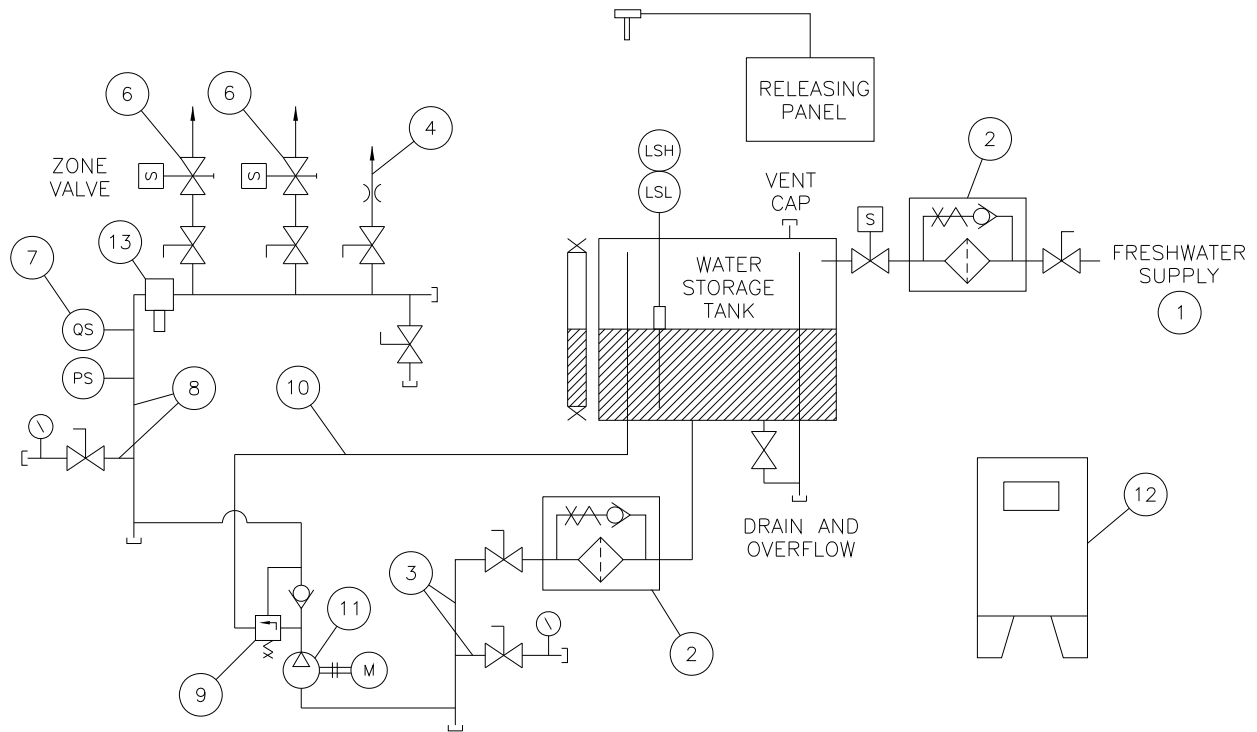 RELEASING
PANEL
6
6
4
2
ZONE
VALVE
S
S
LSH
LSL
VENT
CAP
S
7
13
FRESHWATER
SUPPLY
1
WATER
STORAGE
TANK
QS
PS
8
10
12
DRAIN AND
OVERFLOW
3
11
M
9
2